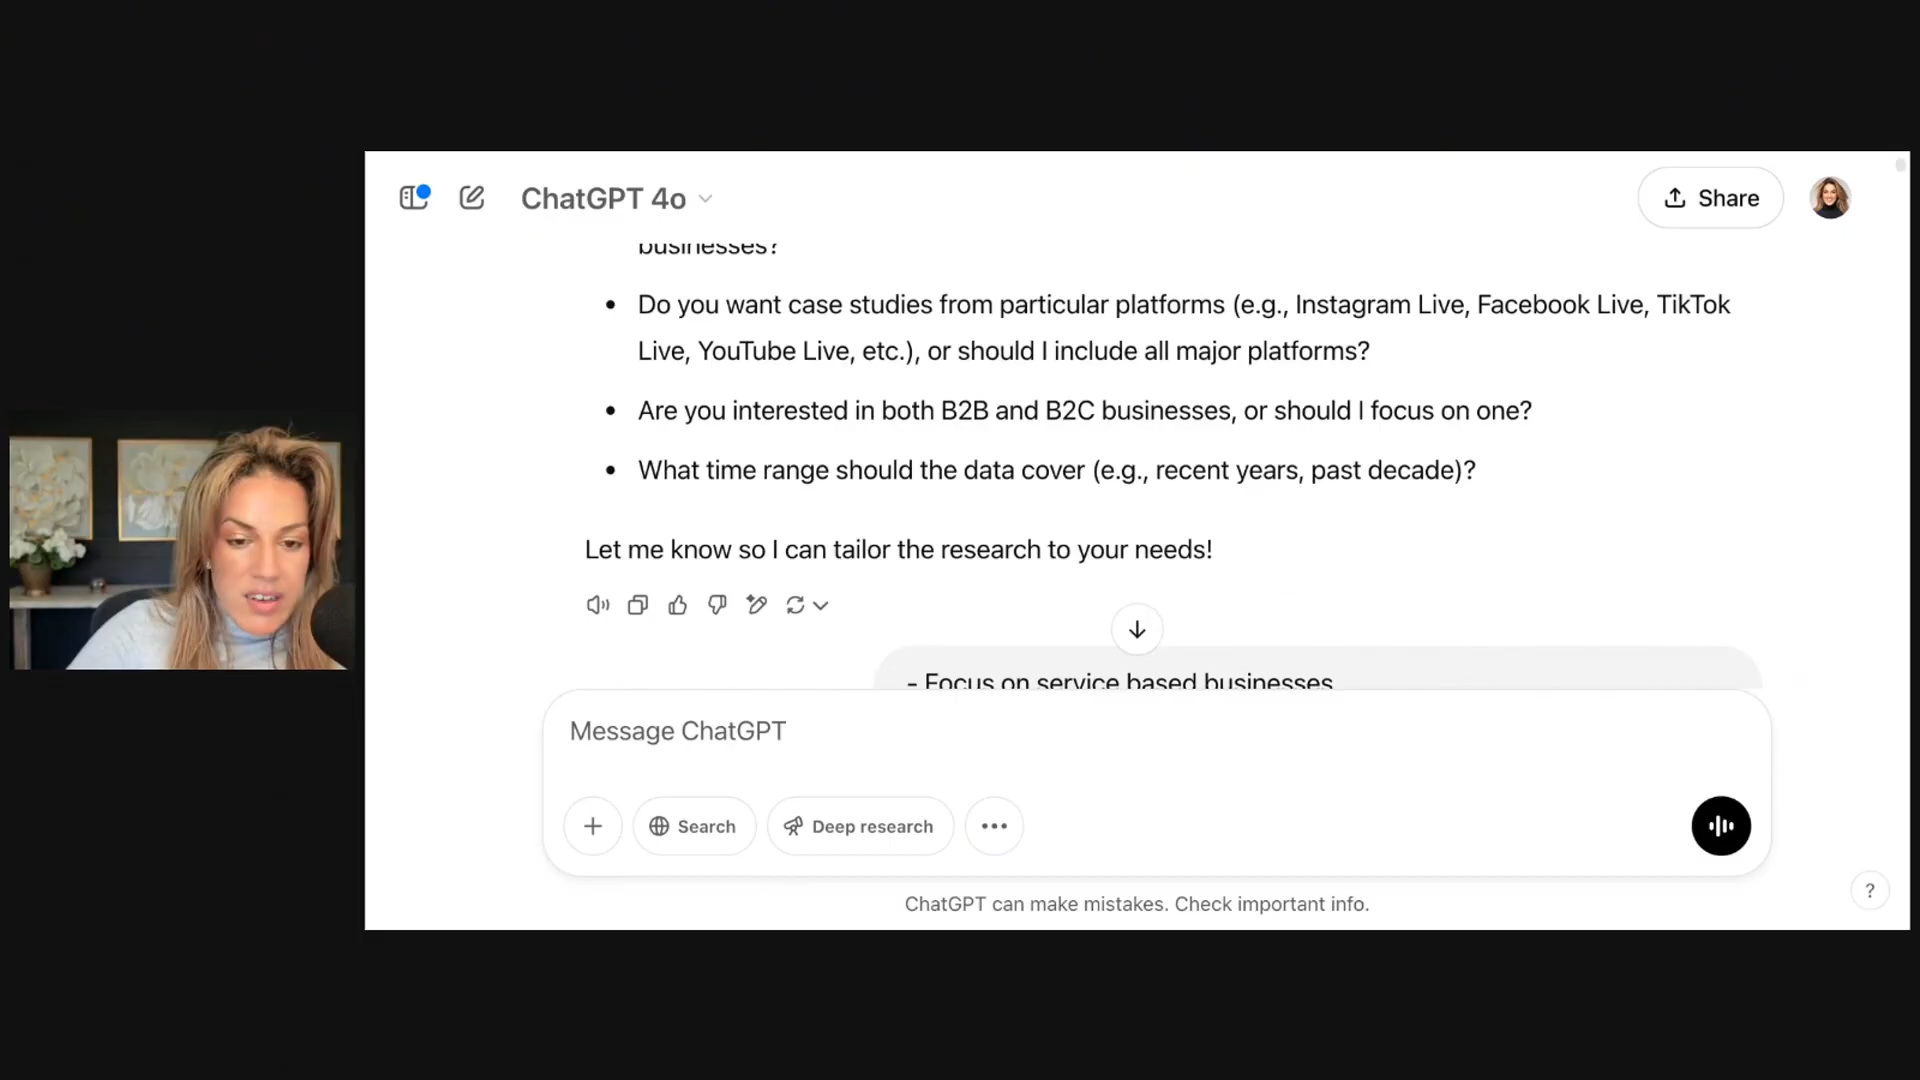 ChatGPT 4o
Share
businesses?
• Do you want case studies from particular platforms (e.g., Instagram Live, Facebook Live, TikTok
Live, YouTube Live, etc.), or should I include all major platforms?
• Are you interested in both B2B and B2C businesses, or should I focus on one?
• What time range should the data cover (e.g., recent years, past decade)?
Let me know so I can tailor the research to your needs!
- Focus on service based businesses
Message ChatGPT
Search
Deep research
ChatGPT can make mistakes. Check important info.
?